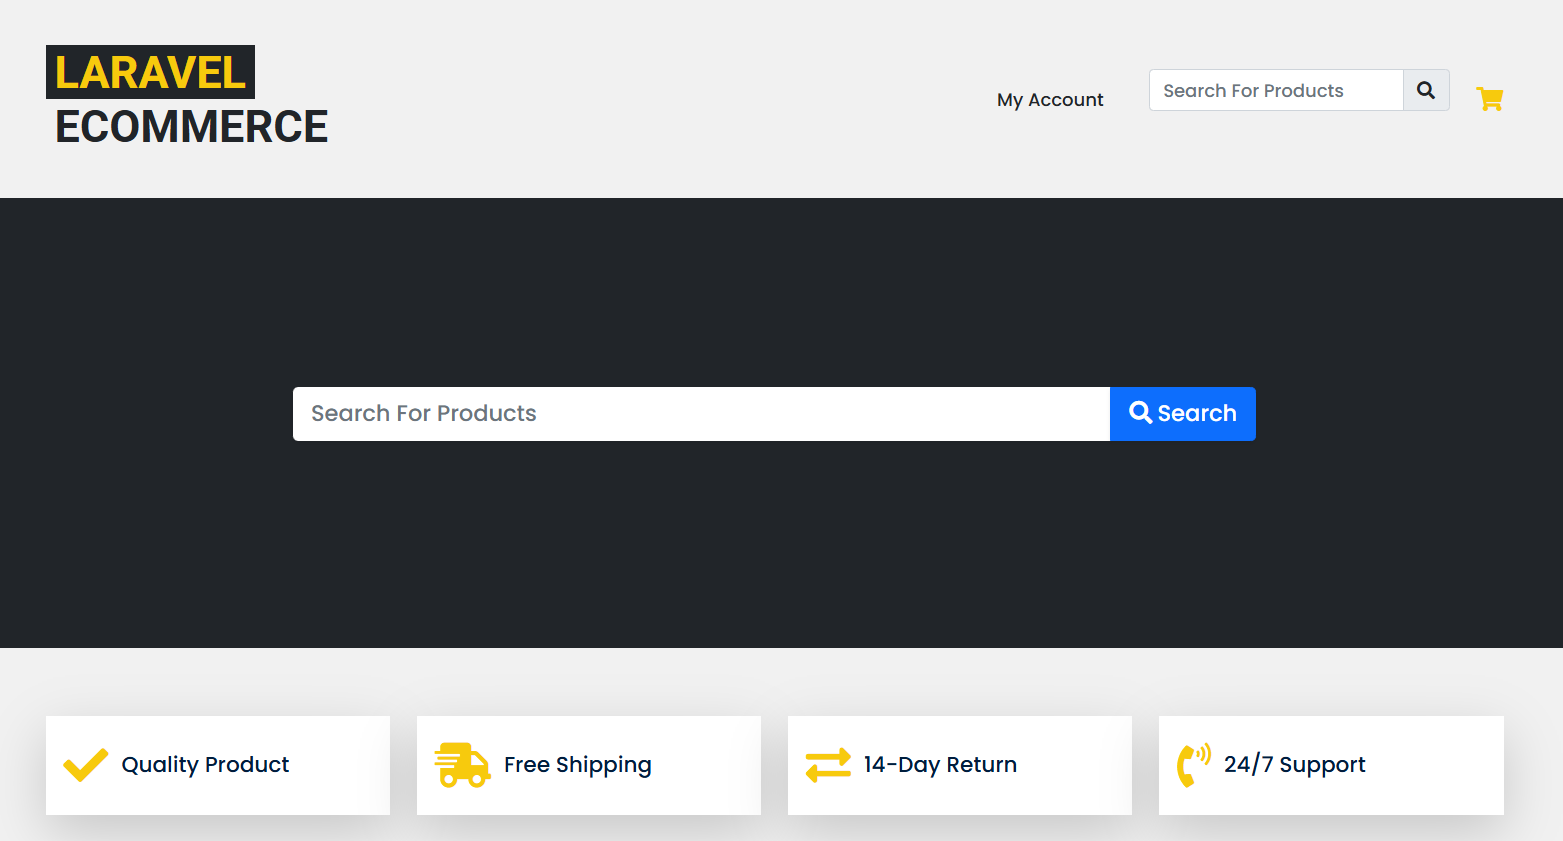 LARAVEL
ECOMMERCE
My Account
Search For Products
Search For Products
Search
Quality Product
Free Shipping
14-Day Return
24/7 Support